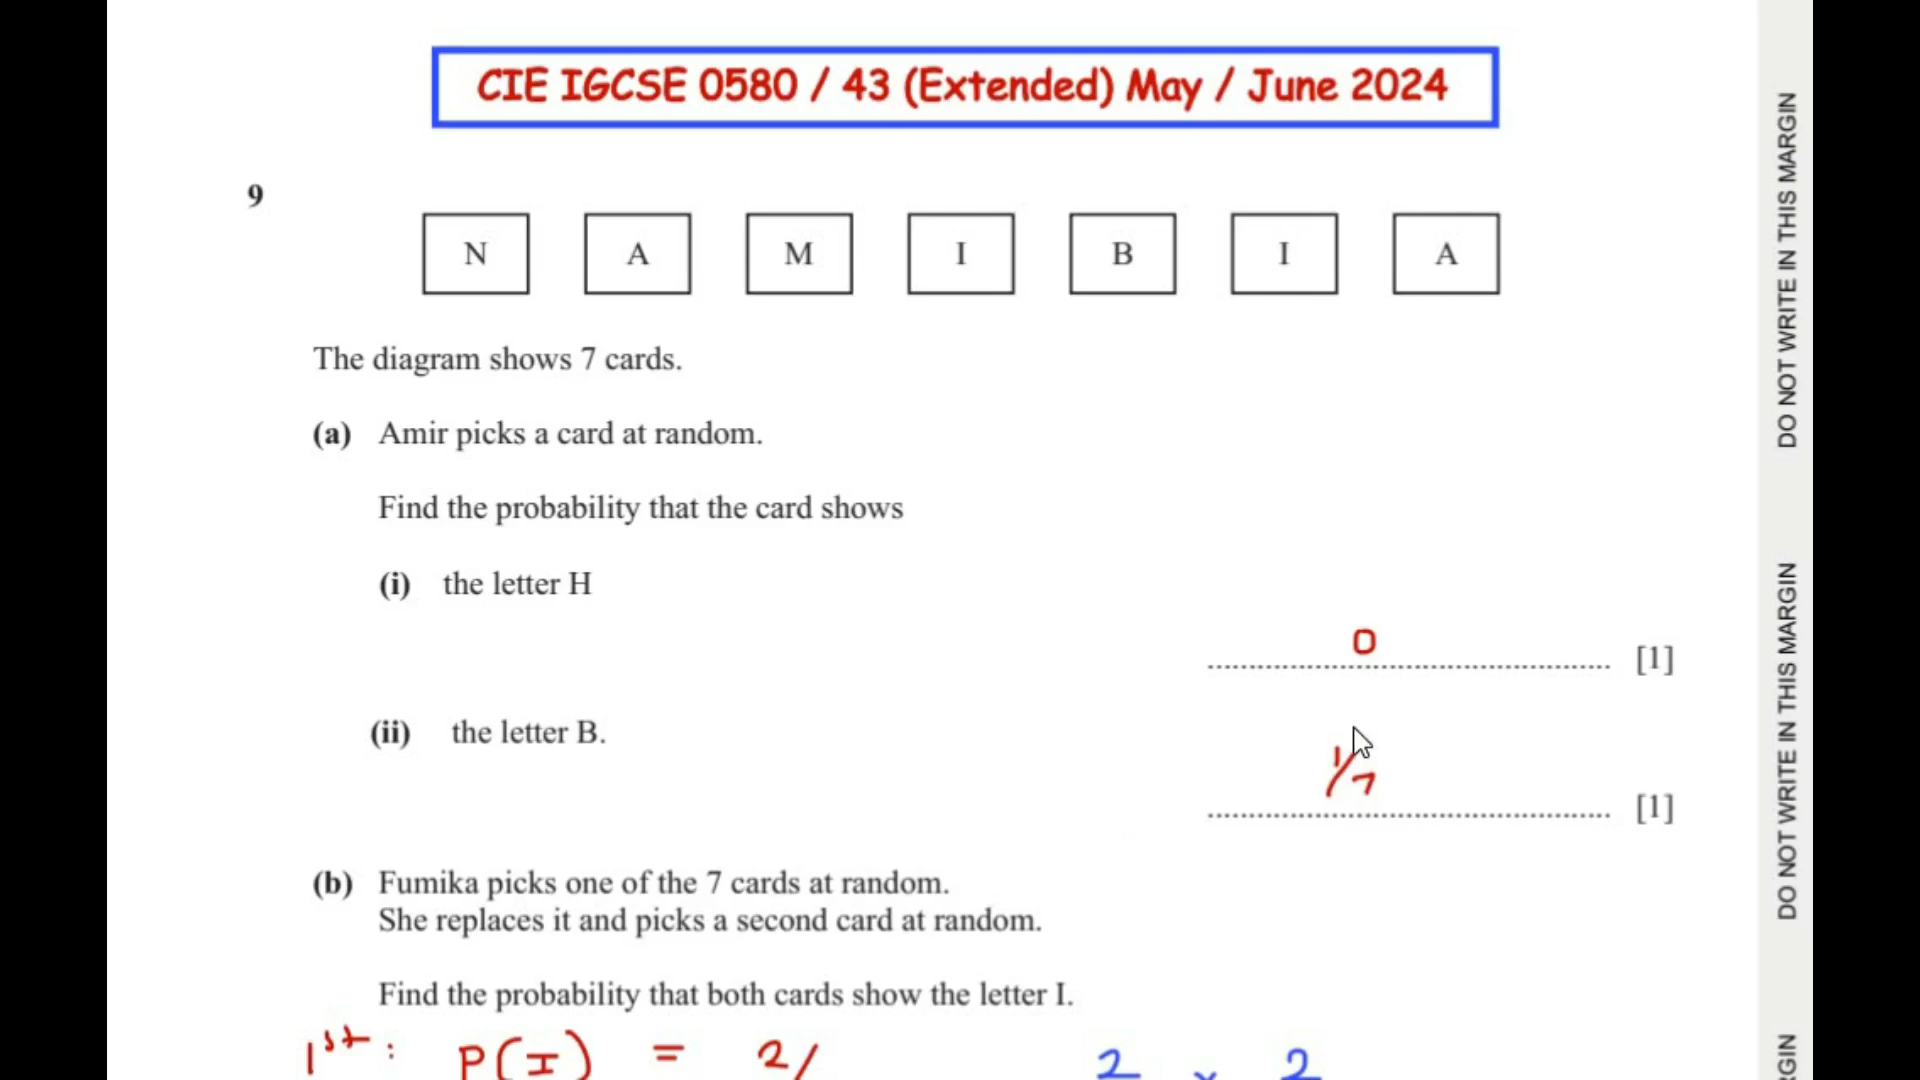 CIE IGCSE 0580 / 43 (Extended) May / June 2024
9
N A M I B I A
The diagram shows 7 cards.
(a) Amir picks a card at random.
Find the probability that the card shows
(i) the letter H
0
[1]
(ii) the letter B.
1/7
[1]
(b) Fumika picks one of the 7 cards at random.
She replaces it and picks a second card at random.
Find the probability that both cards show the letter I.
1st : P(I) = 2/ 2 × 2
DO NOT WRITE IN THIS MARGIN
DO NOT WRITE IN THIS MARGIN
RGIN